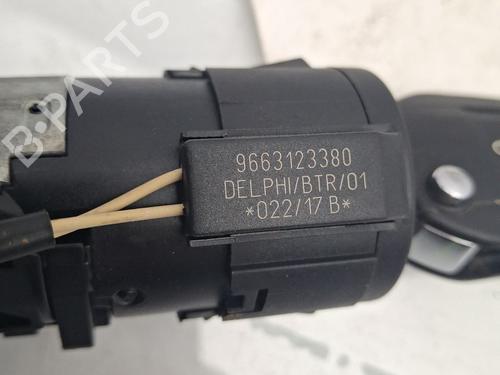 B-PARTS
9663123380
DELPHI/BTR/01
*022/17 B*